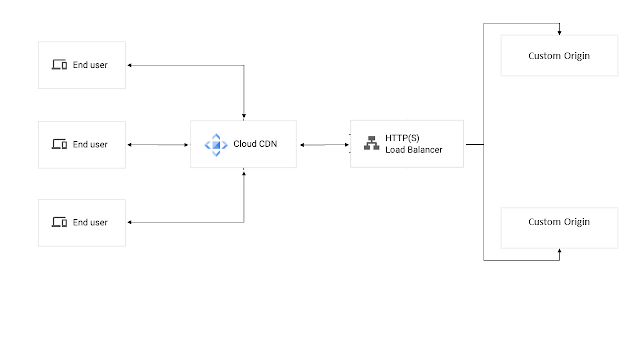 End user
End user
End user
Cloud CDN
HTTP(S)
Load Balancer
Custom Origin
Custom Origin